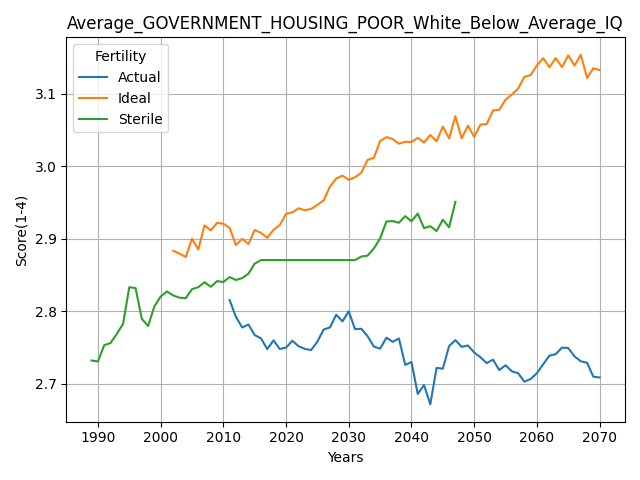 Average_GOVERNMENT_HOUSING_POOR_White_Below_Average_IQ
Fertility
Actual
Ideal
Sterile
Score(1-4)
3.1
3.0
2.9
2.8
2.7
1990 2000 2010 2020 2030 2040 2050 2060 2070
Years